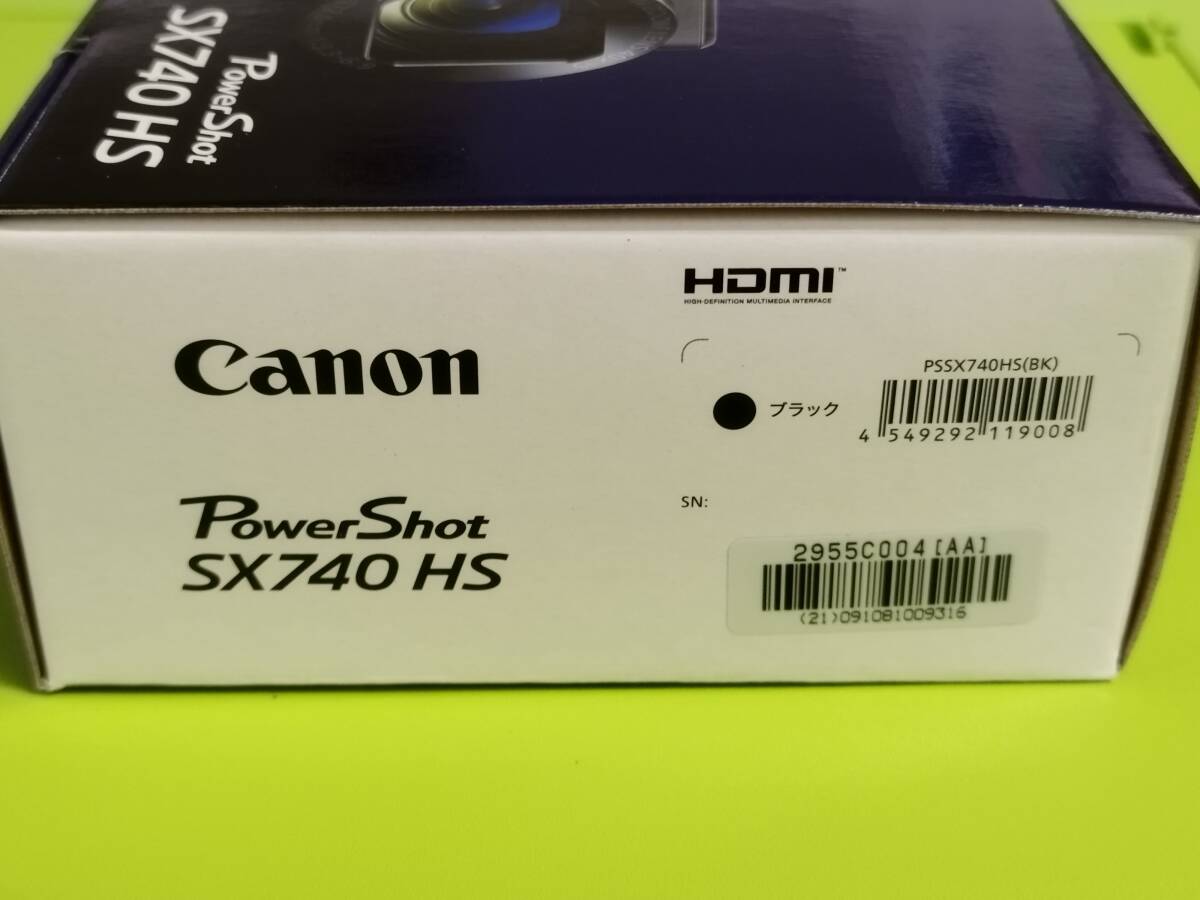 PowerShot
SX740 HS
HDMI™
HIGH-DEFINITION MULTIMEDIA INTERFACE
Canon
PSSX740HS(BK)
ブラック
4 549292 119008
PowerShot
SX740 HS
SN:
2955C004[AA]
(21)091081009316